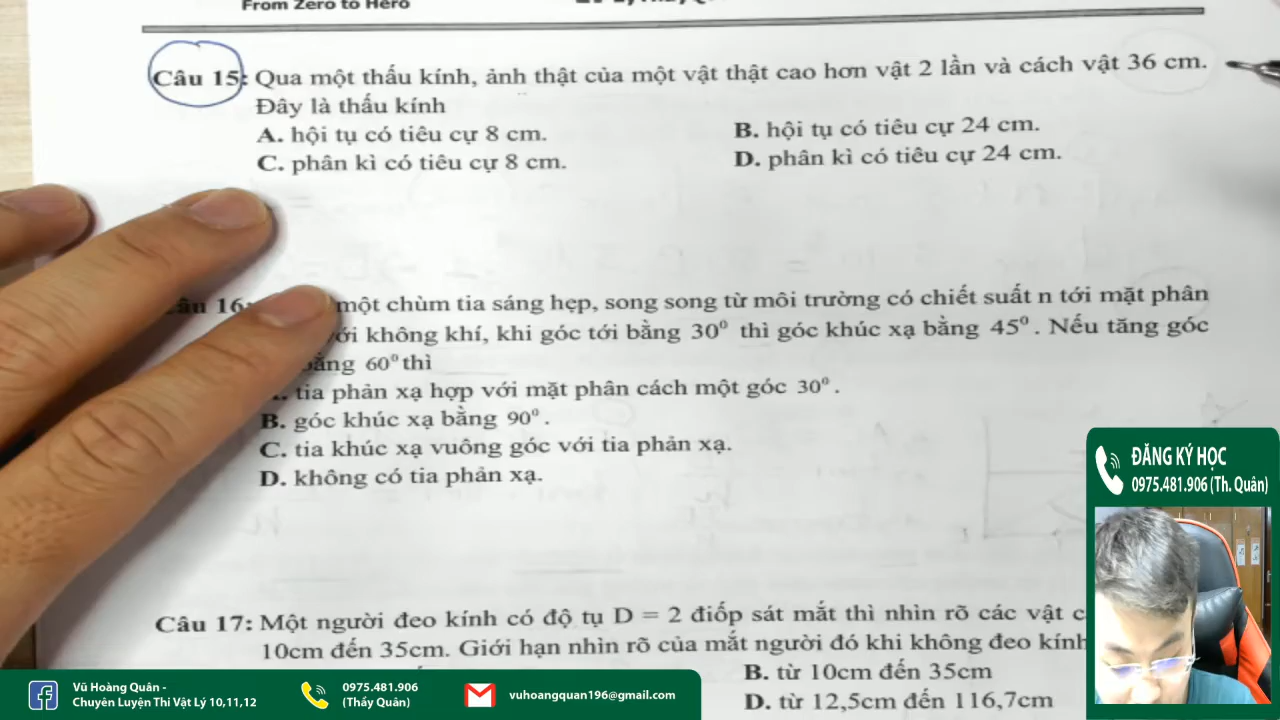 From Zero to Hero
Câu 15: Qua một thấu kính, ảnh thật của một vật thật cao hơn vật 2 lần và cách vật 36 cm.
Đây là thấu kính
A. hội tụ có tiêu cự 8 cm. B. hội tụ có tiêu cự 24 cm.
C. phân kì có tiêu cự 8 cm. D. phân kì có tiêu cự 24 cm.
một chùm tia sáng hẹp, song song từ môi trường có chiết suất n tới mặt phân
không khí, khi góc tới bằng 30⁰ thì góc khúc xạ bằng 45⁰. Nếu tăng góc
60⁰ thì
tia phản xạ hợp với mặt phân cách một góc 30⁰.
B. góc khúc xạ bằng 90⁰.
C. tia khúc xạ vuông góc với tia phản xạ.
D. không có tia phản xạ.
Câu 17: Một người đeo kính có độ tụ D = 2 điốp sát mắt thì nhìn rõ các vật
10cm đến 35cm. Giới hạn nhìn rõ của mắt người đó khi không đeo kính
B. từ 10cm đến 35cm
D. từ 12,5cm đến 116,7cm
ĐĂNG KÝ HỌC
0975.481.906 (Th. Quân)
Vũ Hoàng Quân -
Chuyên Luyện Thi Vật Lý 10,11,12
0975.481.906
(Thầy Quân)
vuhoangquan196@gmail.com